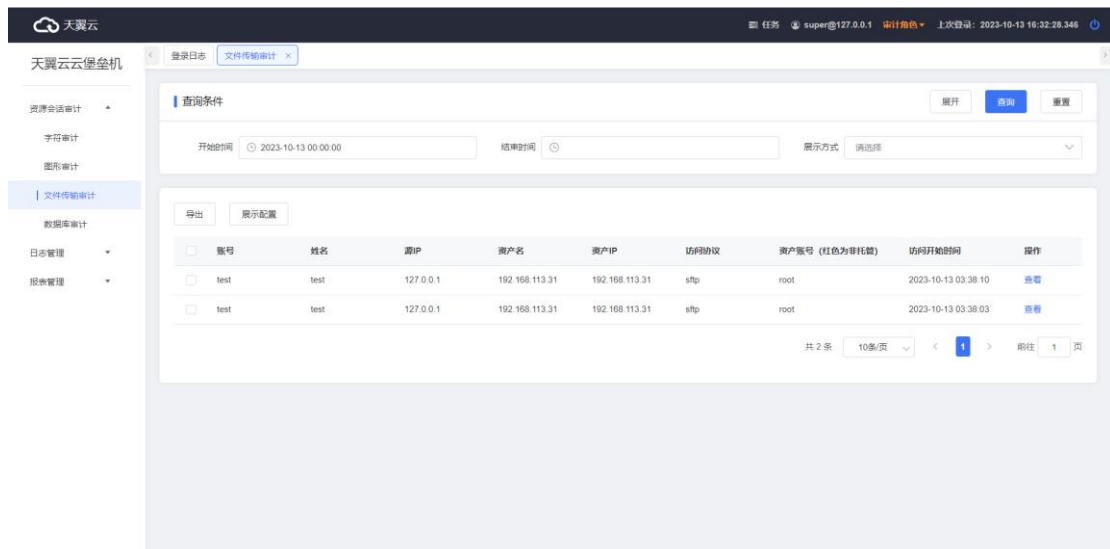 天翼云 任务 super@127.0.0.1 审计角色 上次登录: 2023-10-13 16:32:28.346
天翼云云堡垒机
登录日志 文件传输审计 ×
资源会话审计
字符审计
图形审计
文件传输审计
数据库审计
日志管理
报表管理
查询条件 展开 查询 重置
开始时间 2023-10-13 00:00:00 结束时间 展示方式 请选择
导出 展示配置
账号 姓名 源IP 资产名 资产IP 访问协议 资产账号 (红色为非托管) 访问开始时间 操作
test test 127.0.0.1 192.168.113.31 192.168.113.31 sftp root 2023-10-13 03:38:10 查看
test test 127.0.0.1 192.168.113.31 192.168.113.31 sftp root 2023-10-13 03:38:03 查看
共 2 条 10条/页 < 1 > 前往 1 页